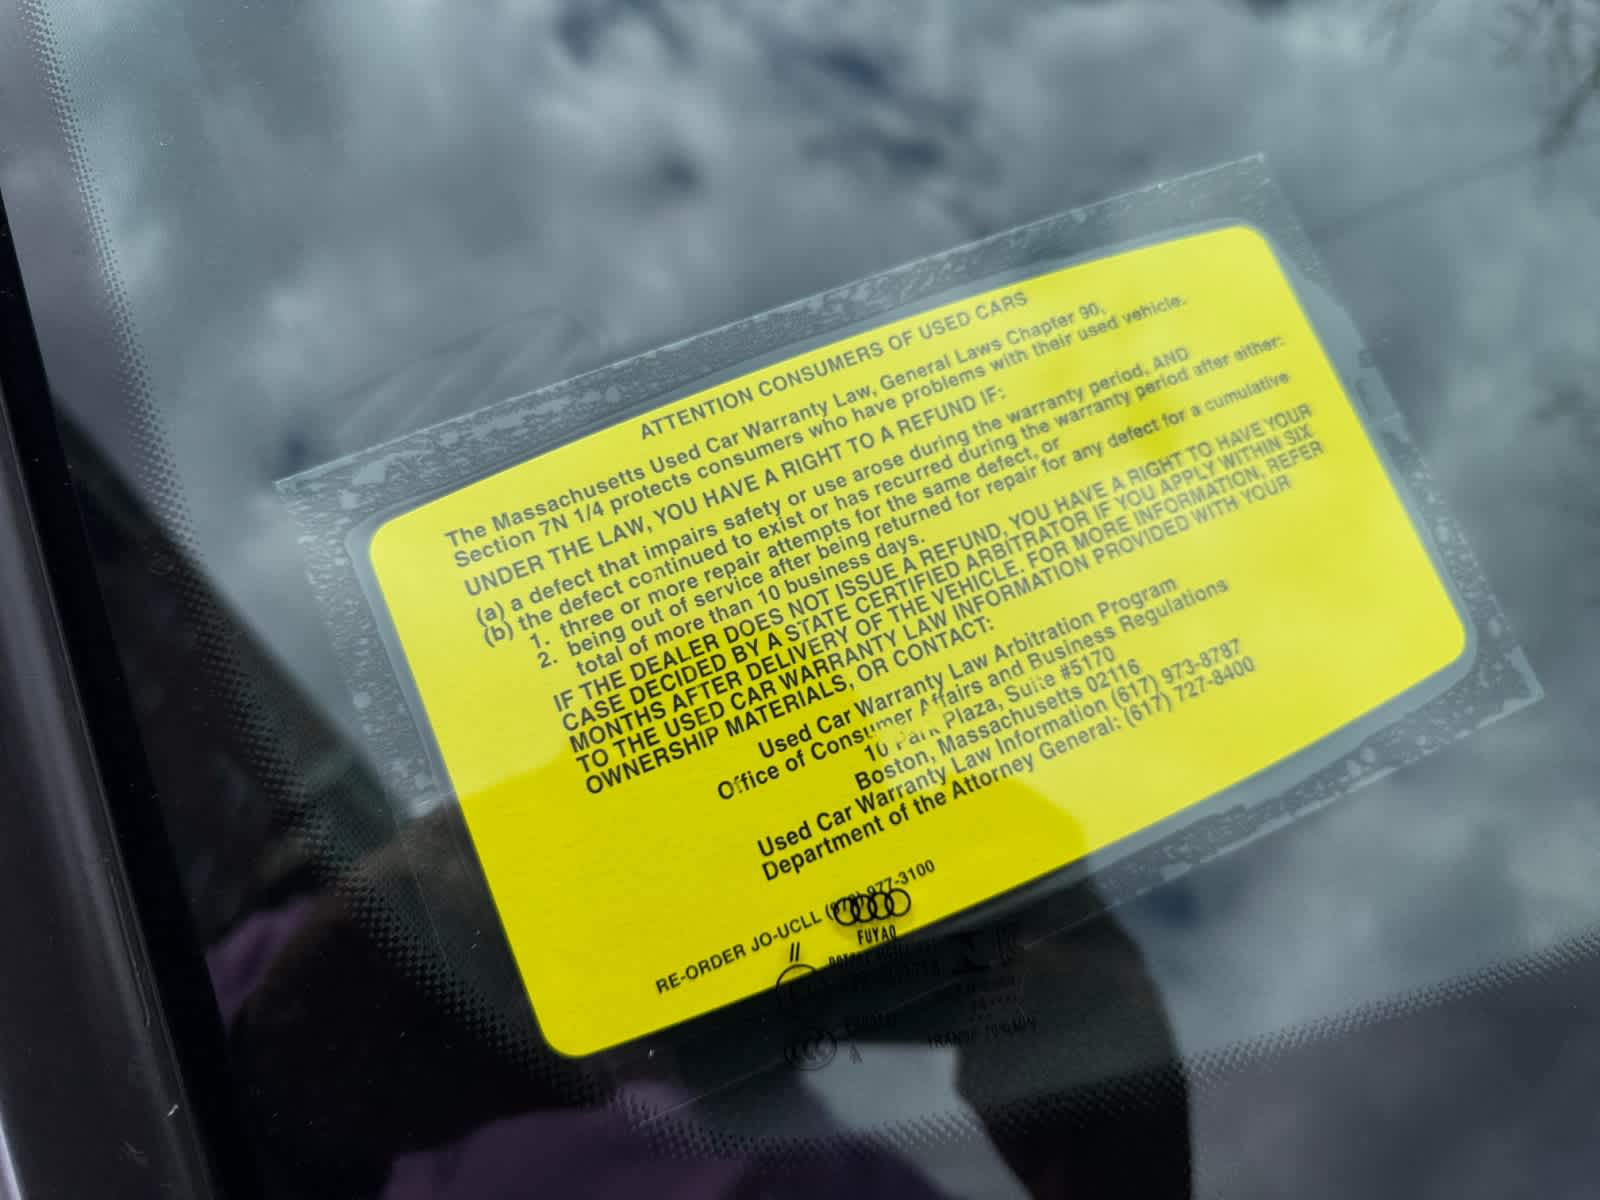 ATTENTION CONSUMERS OF USED CARS
The Massachusetts Used Car Warranty Law, General Laws Chapter 90,
Section 7N 1/4 protects consumers who have problems with their used vehicle.
UNDER THE LAW, YOU HAVE A RIGHT TO A REFUND IF:
(a) a defect that impairs safety or use arose during the warranty period, AND
(b) the defect continued to exist or has recurred during the warranty period after either:
1. three or more repair attempts for the same defect, or
2. being out of service after being returned for repair for any defect for a cumulative
total of more than 10 business days.
IF THE DEALER DOES NOT ISSUE A REFUND, YOU HAVE A RIGHT TO HAVE YOUR
CASE DECIDED BY A STATE CERTIFIED ARBITRATOR IF YOU APPLY WITHIN SIX
MONTHS AFTER DELIVERY OF THE VEHICLE. FOR MORE INFORMATION, REFER
TO THE USED CAR WARRANTY LAW INFORMATION PROVIDED WITH YOUR
OWNERSHIP MATERIALS, OR CONTACT:
Used Car Warranty Law Arbitration Program
Office of Consumer Affairs and Business Regulations
10 Park Plaza, Suite #5170
Boston, Massachusetts 02116
Used Car Warranty Law Information (617) 973-8787
Department of the Attorney General: (617) 727-8400
RE-ORDER JO-UCLL (978) 977-3100
FUYAO
II